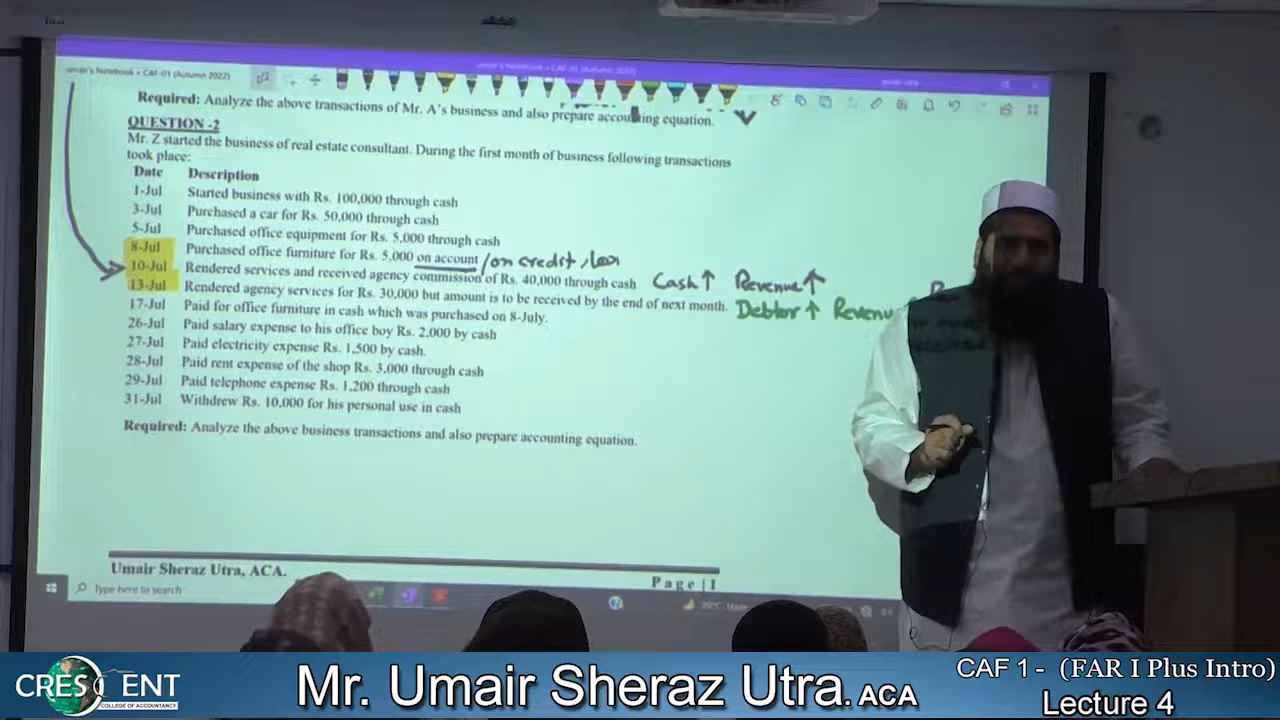 umair's Notebook • CAF-01 (Autumn 2022)
Required: Analyze the above transactions of Mr. A's business and also prepare accounting equation.
QUESTION -2
Mr. Z started the business of real estate consultant. During the first month of business following transactions
took place:
Date Description
1-Jul Started business with Rs. 100,000 through cash
3-Jul Purchased a car for Rs. 50,000 through cash
5-Jul Purchased office equipment for Rs. 5,000 through cash
8-Jul Purchased office furniture for Rs. 5,000 on account /on credit, loan
10-Jul Rendered services and received agency commission of Rs. 40,000 through cash Cash↑ Revenue↑
13-Jul Rendered agency services for Rs. 30,000 but amount is to be received by the end of next month. Debtor↑
17-Jul Paid for office furniture in cash which was purchased on 8-July.
26-Jul Paid salary expense to his office boy Rs. 2,000 by cash
27-Jul Paid electricity expense Rs. 1,500 by cash.
28-Jul Paid rent expense of the shop Rs. 3,000 through cash
29-Jul Paid telephone expense Rs. 1,200 through cash
31-Jul Withdrew Rs. 10,000 for his personal use in cash
Required: Analyze the above business transactions and also prepare accounting equation.
Umair Sheraz Utra, ACA.
Page | 1
Type here to search
CRESCENT
COLLEGE OF ACCOUNTANCY
Mr. Umair Sheraz Utra. ACA
CAF 1 - (FAR I Plus Intro)
Lecture 4